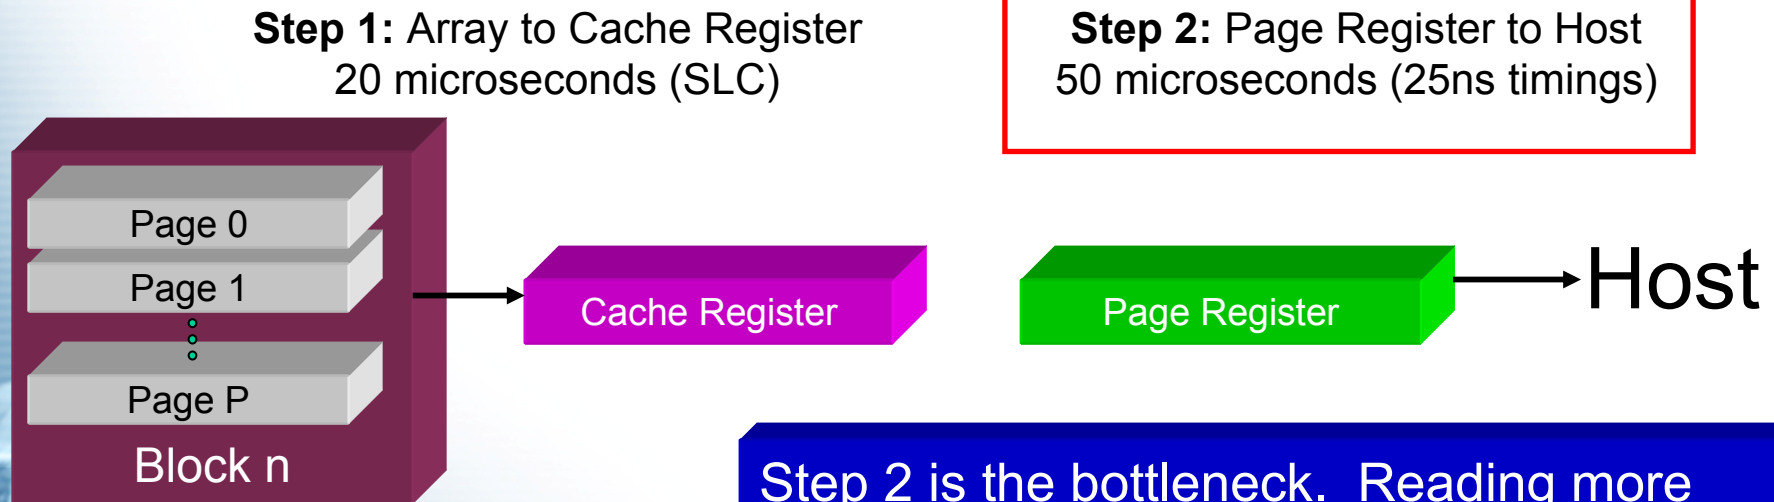 Step 1: Array to Cache Register
20 microseconds (SLC)
Step 2: Page Register to Host
50 microseconds (25ns timings)
Page 0
Page 1
Page P
Block n
Cache Register
Page Register
Host
Step 2 is the bottleneck. Reading more